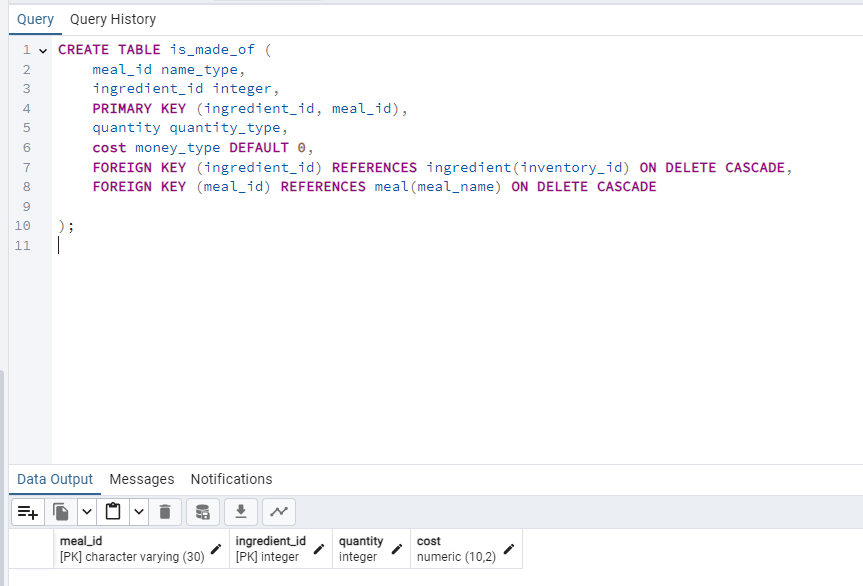 Query Query History
1 CREATE TABLE is_made_of (
2 meal_id name_type,
3 ingredient_id integer,
4 PRIMARY KEY (ingredient_id, meal_id),
5 quantity quantity_type,
6 cost money_type DEFAULT 0,
7 FOREIGN KEY (ingredient_id) REFERENCES ingredient(inventory_id) ON DELETE CASCADE,
8 FOREIGN KEY (meal_id) REFERENCES meal(meal_name) ON DELETE CASCADE
9
10 );
11
Data Output Messages Notifications
meal_id ingredient_id quantity cost
[PK] character varying (30) [PK] integer integer numeric (10,2)